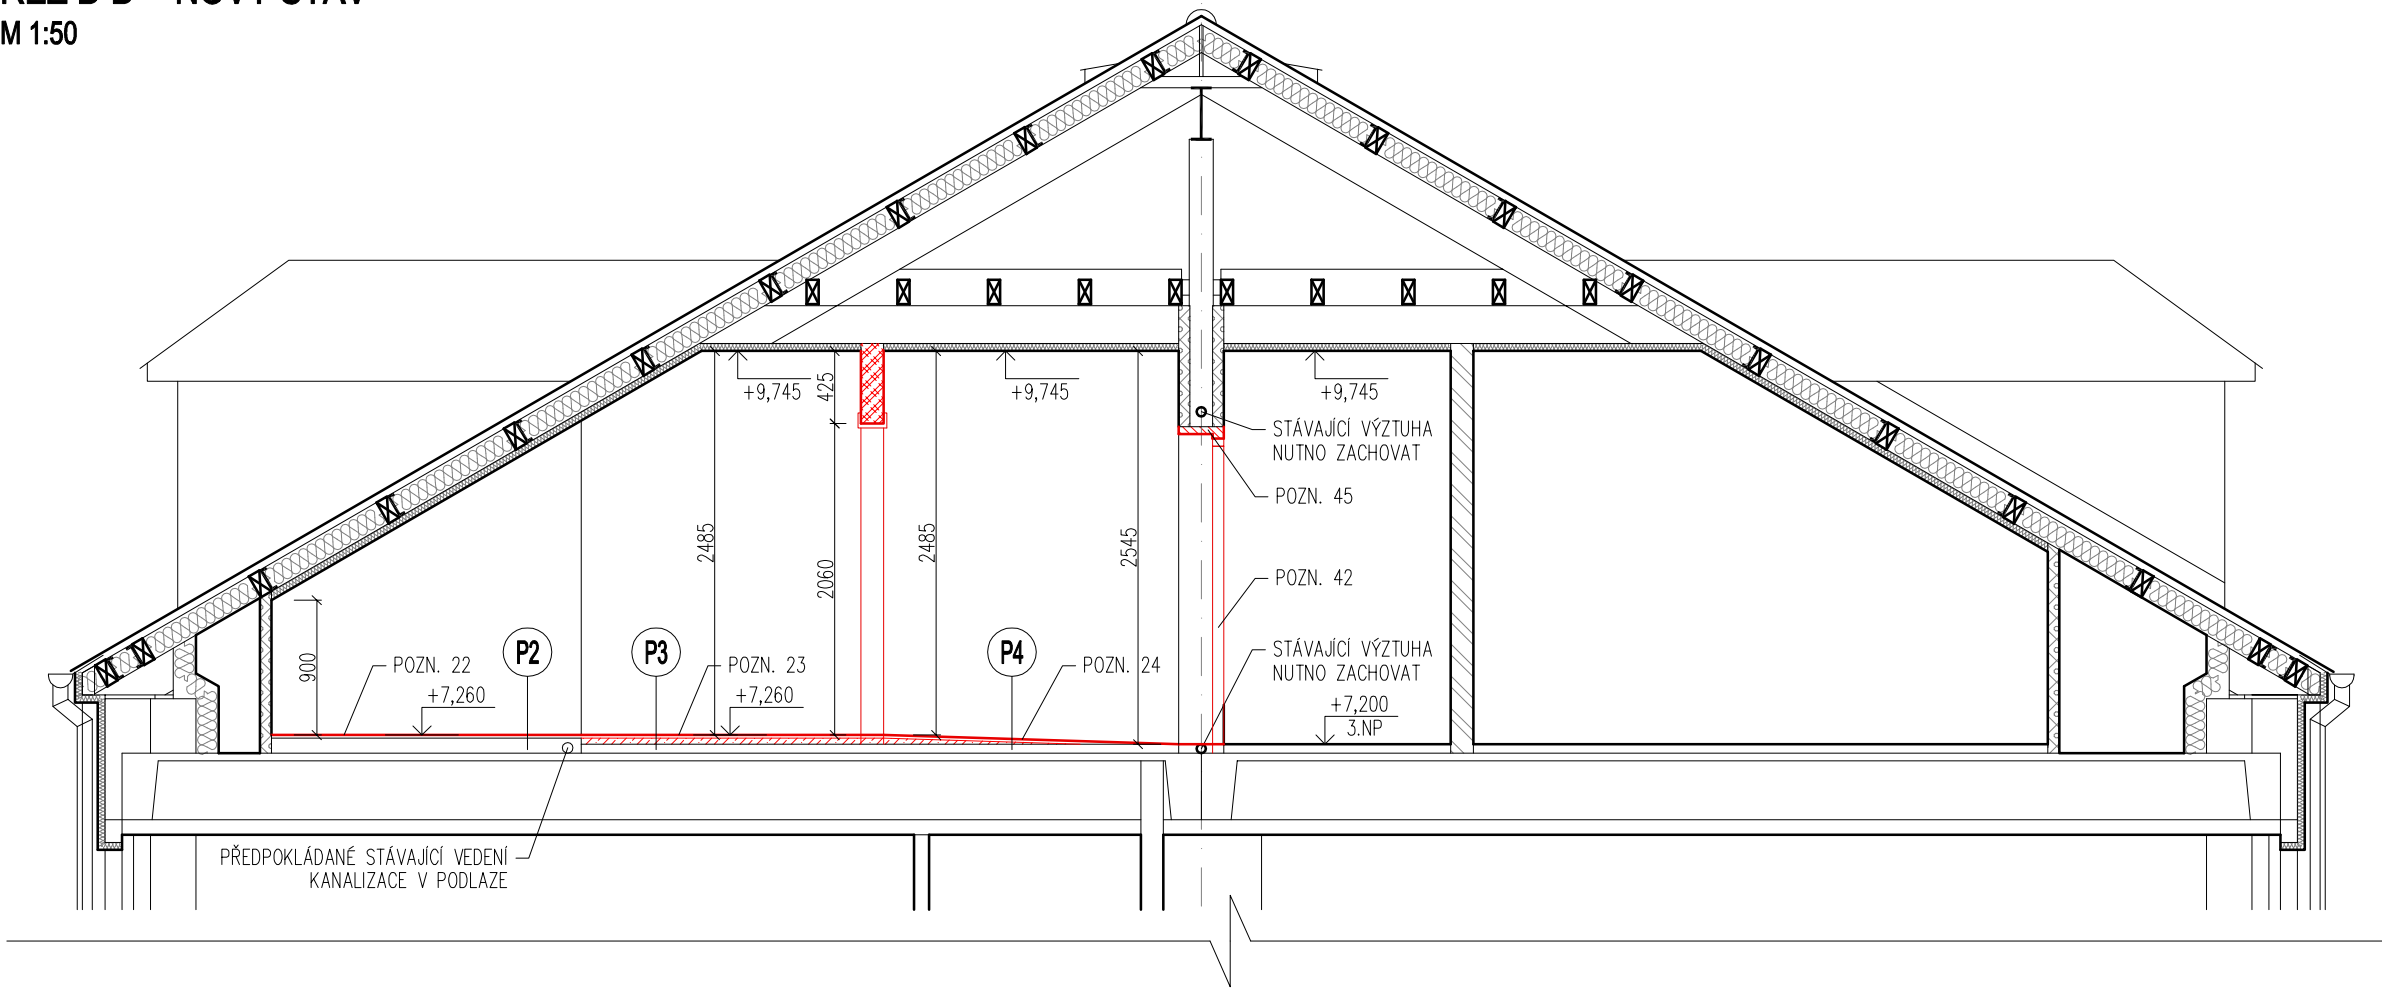 M 1:50
+9,745
425
+9,745
+9,745
STÁVAJÍCÍ VÝZTUHA
NUTNO ZACHOVAT
POZN. 45
2485
2060
2485
2545
POZN. 42
900
POZN. 22
P2
P3
POZN. 23
P4
POZN. 24
STÁVAJÍCÍ VÝZTUHA
NUTNO ZACHOVAT
+7,260
+7,260
+7,200
3.NP
PŘEDPOKLÁDANÉ STÁVAJÍCÍ VEDENÍ
KANALIZACE V PODLAZE